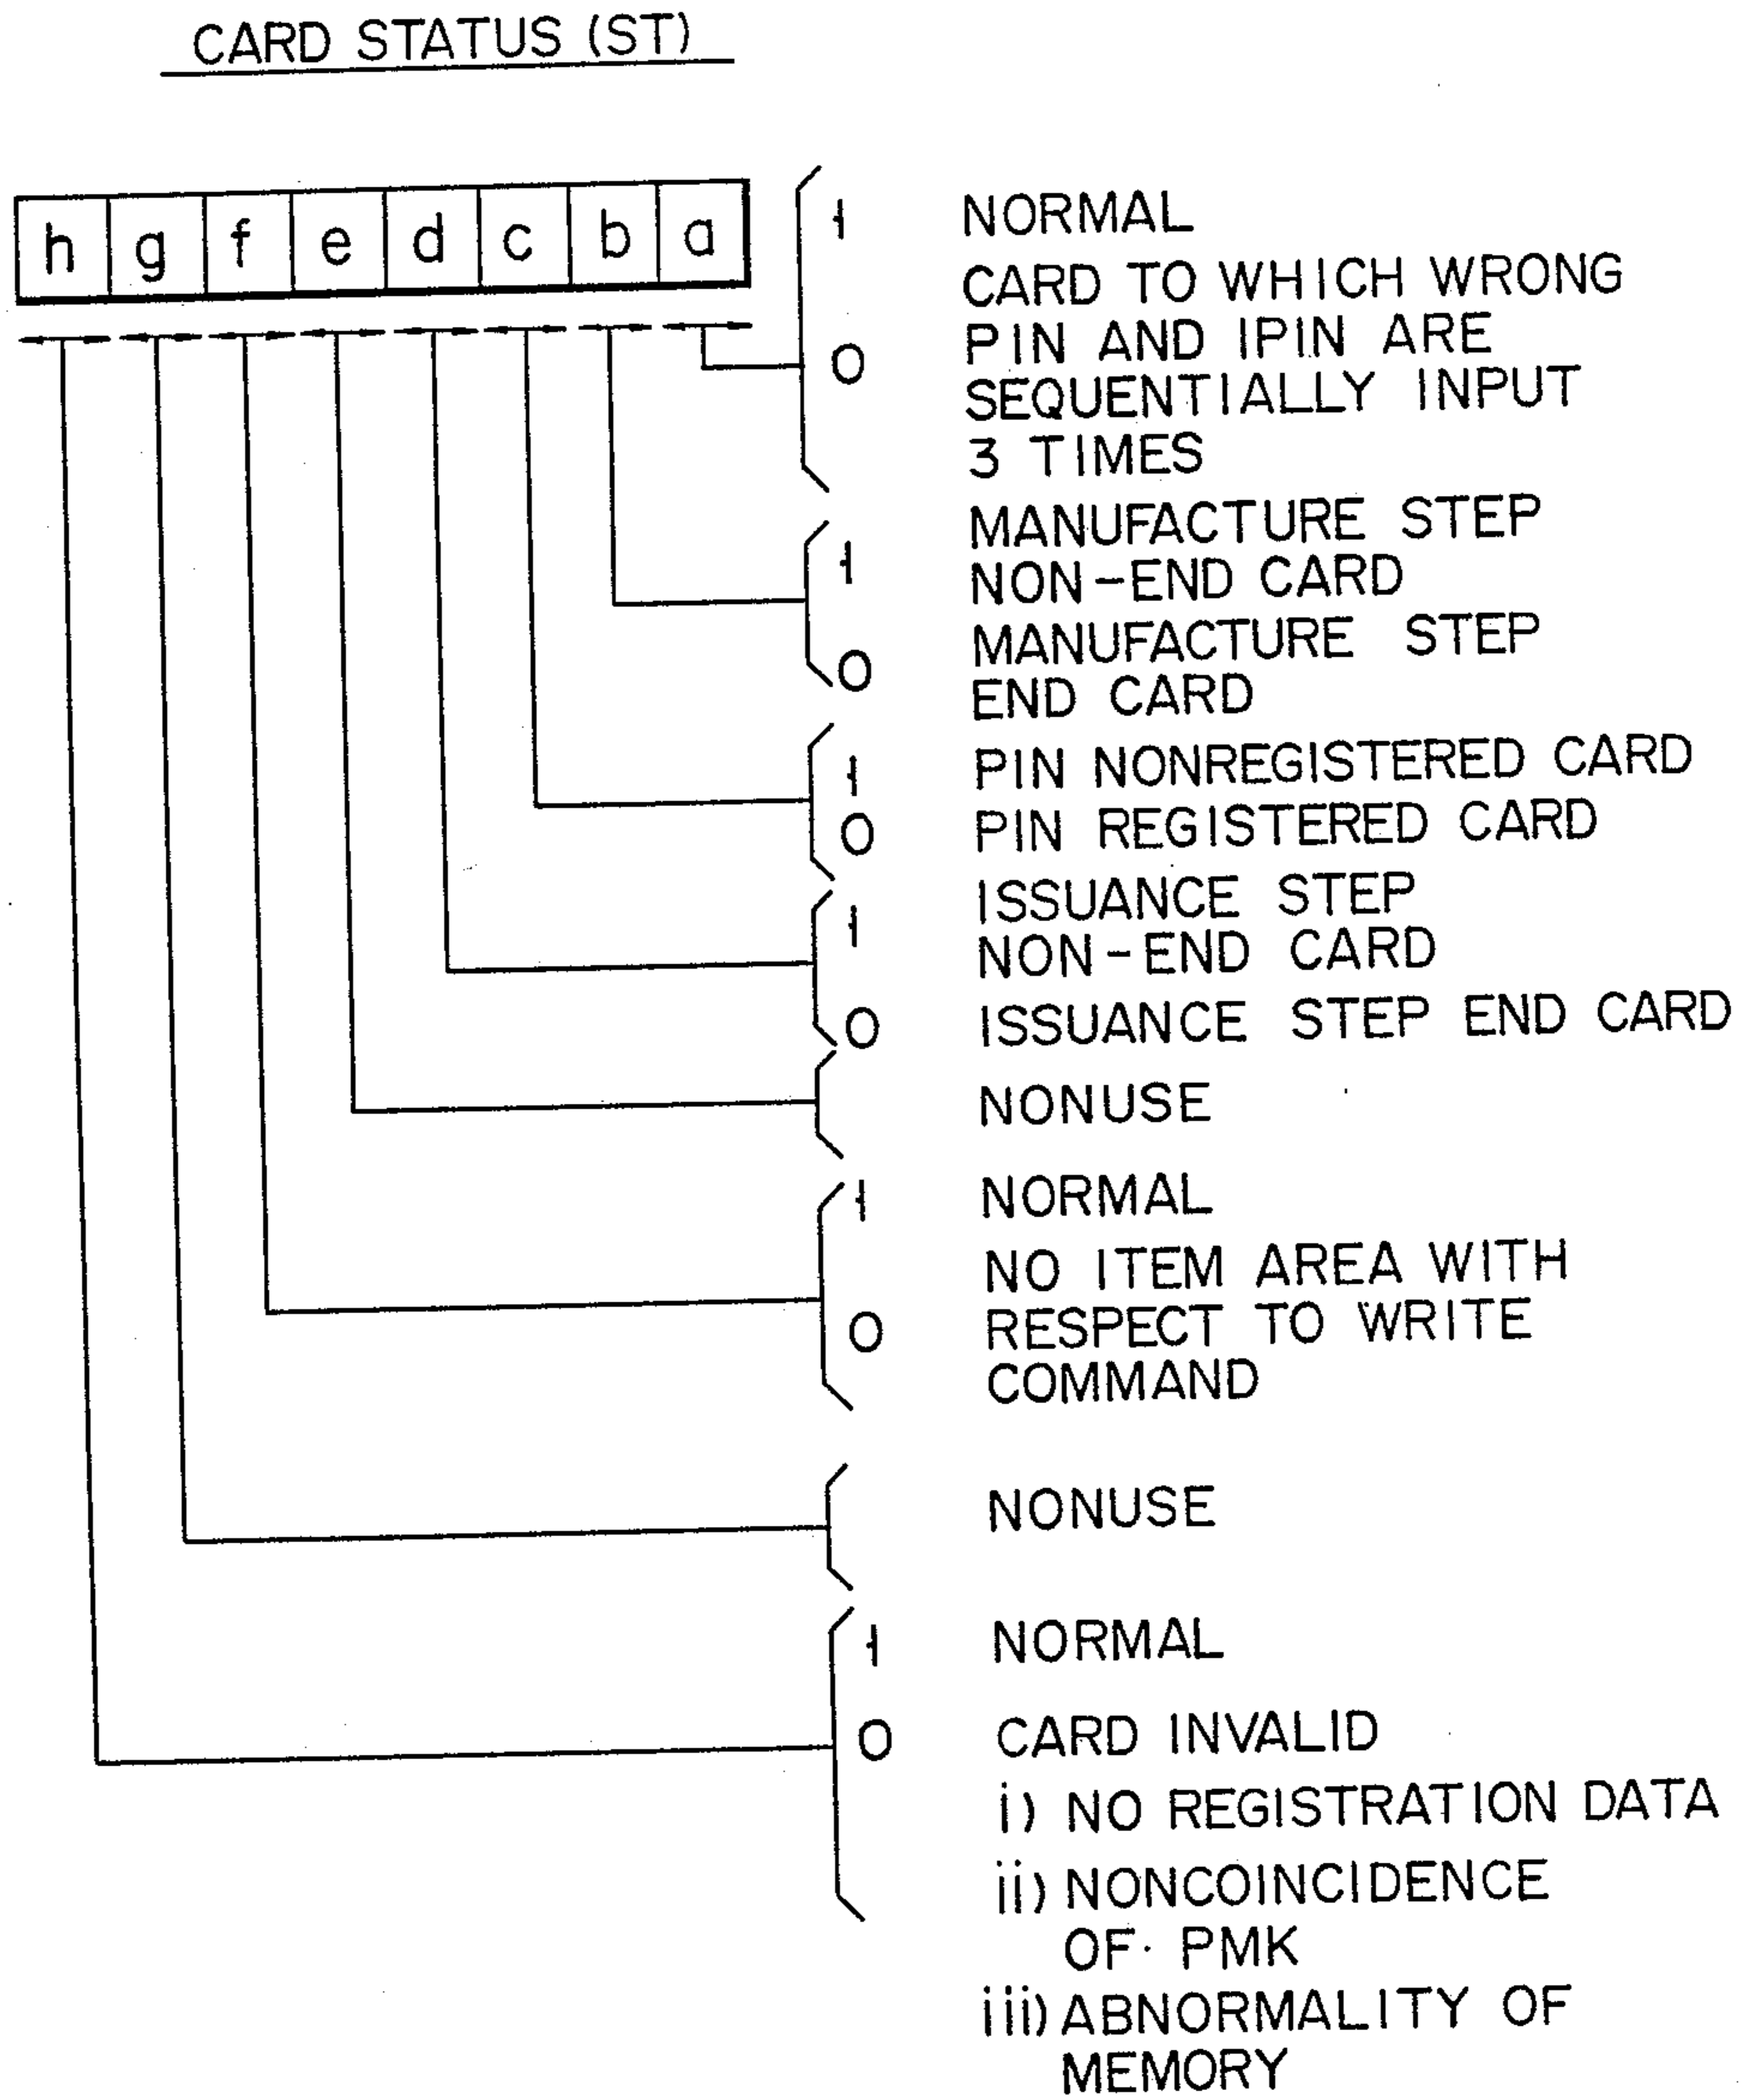 CARD STATUS (ST)
h g f e d c b a
1 NORMAL
0 CARD TO WHICH WRONG
PIN AND IPIN ARE
SEQUENTIALLY INPUT
3 TIMES
1 MANUFACTURE STEP
NON-END CARD
0 MANUFACTURE STEP
END CARD
1 PIN NONREGISTERED CARD
0 PIN REGISTERED CARD
1 ISSUANCE STEP
NON-END CARD
0 ISSUANCE STEP END CARD
NONUSE
1 NORMAL
0 NO ITEM AREA WITH
RESPECT TO WRITE
COMMAND
NONUSE
1 NORMAL
0 CARD INVALID
i) NO REGISTRATION DATA
ii) NONCOINCIDENCE
OF PMK
iii) ABNORMALITY OF
MEMORY